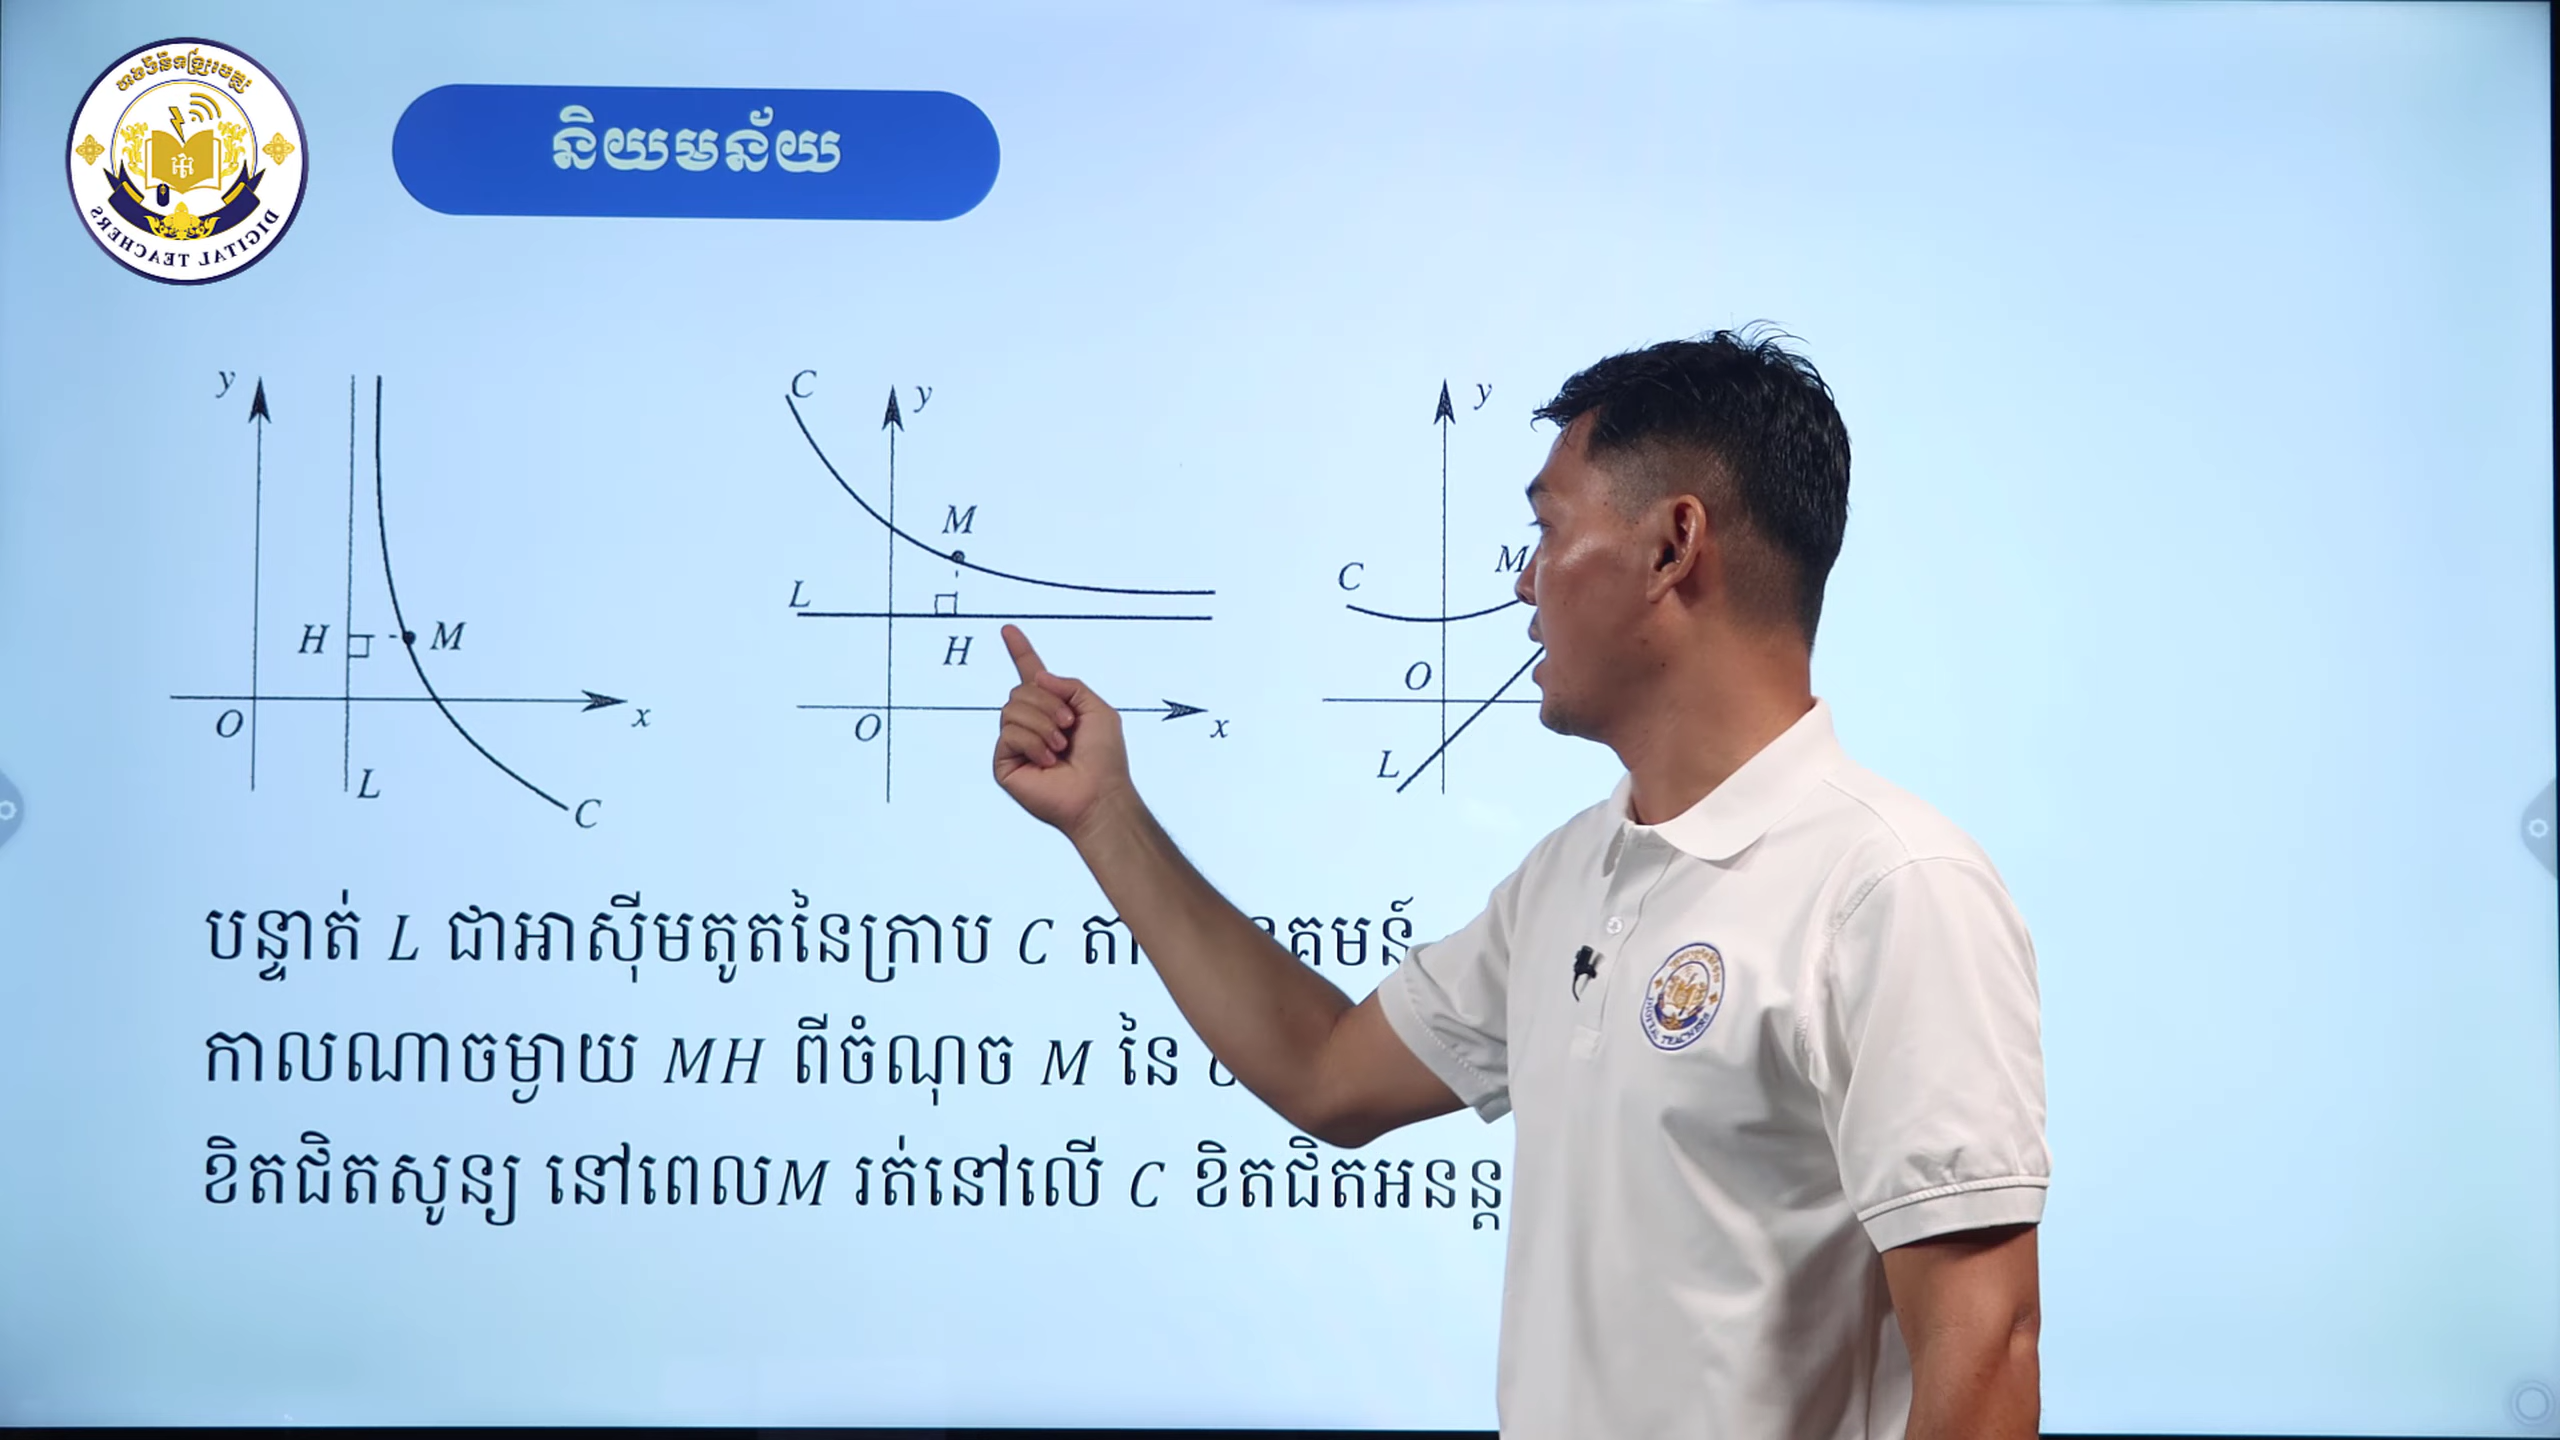 DIGITAL TEACHERS
និយមន័យ
y
H
M
O
x
L
C
C
y
M
L
H
O
x
y
C
M
O
L
បន្ទាត់ L ជាអាស៊ីមតូតនៃក្រាប C
កាលណាចម្ងាយ MH ពីចំណុច M នៃ
ខិតជិតសូន្យ នៅពេលM រត់នៅលើ C ខិតជិតអនន្ត
DIGITAL TEACHERS